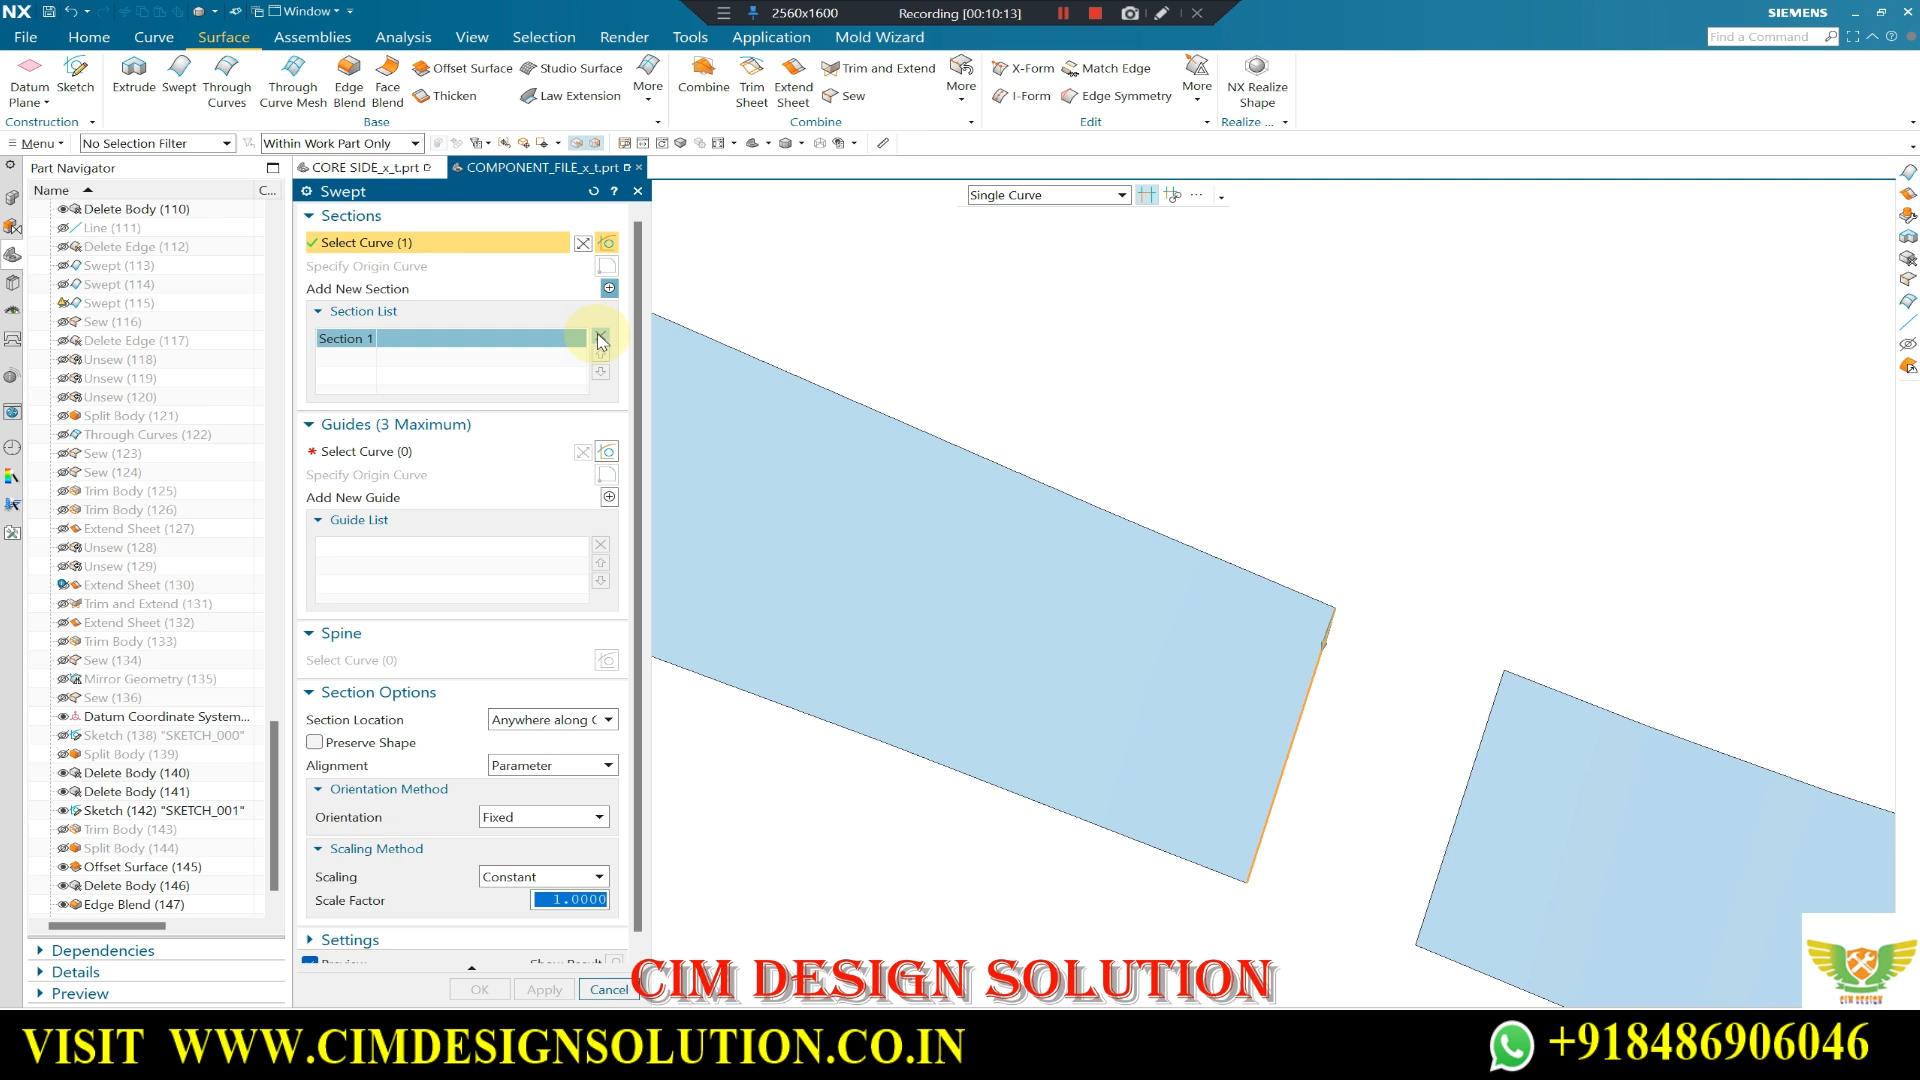 NX
Window
2560x1600
Recording [00:10:13]
SIEMENS
File Home Curve Surface Assemblies Analysis View Selection Render Tools Application Mold Wizard
Find a Command
Datum Plane
Sketch
Extrude
Swept
Through Curves
Through Curve Mesh
Edge Blend
Face Blend
Offset Surface
Thicken
Studio Surface
Law Extension
More
Combine
Trim Sheet
Extend Sheet
Trim and Extend
Sew
More
X-Form
I-Form
Match Edge
Edge Symmetry
More
NX Realize Shape
Construction
Base
Combine
Edit
Realize ...
Menu
No Selection Filter
Within Work Part Only
Part Navigator
CORE SIDE_x_t.prt
COMPONENT_FILE_x_t.prt
Name
C...
Delete Body (110)
Line (111)
Delete Edge (112)
Swept (113)
Swept (114)
Swept (115)
Sew (116)
Delete Edge (117)
Unsew (118)
Unsew (119)
Unsew (120)
Split Body (121)
Through Curves (122)
Sew (123)
Sew (124)
Trim Body (125)
Trim Body (126)
Extend Sheet (127)
Unsew (128)
Unsew (129)
Extend Sheet (130)
Trim and Extend (131)
Extend Sheet (132)
Trim Body (133)
Sew (134)
Mirror Geometry (135)
Sew (136)
Datum Coordinate System...
Sketch (138) "SKETCH_000"
Split Body (139)
Delete Body (140)
Delete Body (141)
Sketch (142) "SKETCH_001"
Trim Body (143)
Split Body (144)
Offset Surface (145)
Delete Body (146)
Edge Blend (147)
Dependencies
Details
Preview
Swept
Sections
Select Curve (1)
Specify Origin Curve
Add New Section
Section List
Section 1
Guides (3 Maximum)
* Select Curve (0)
Specify Origin Curve
Add New Guide
Guide List
Spine
Select Curve (0)
Section Options
Section Location Anywhere along (
Preserve Shape
Alignment Parameter
Orientation Method
Orientation Fixed
Scaling Method
Scaling Constant
Scale Factor 1.0000
Settings
Preview Show Result
OK Apply Cancel
Single Curve
CIM DESIGN SOLUTION
CIM DESIGN
VISIT WWW.CIMDESIGNSOLUTION.CO.IN
+918486906046